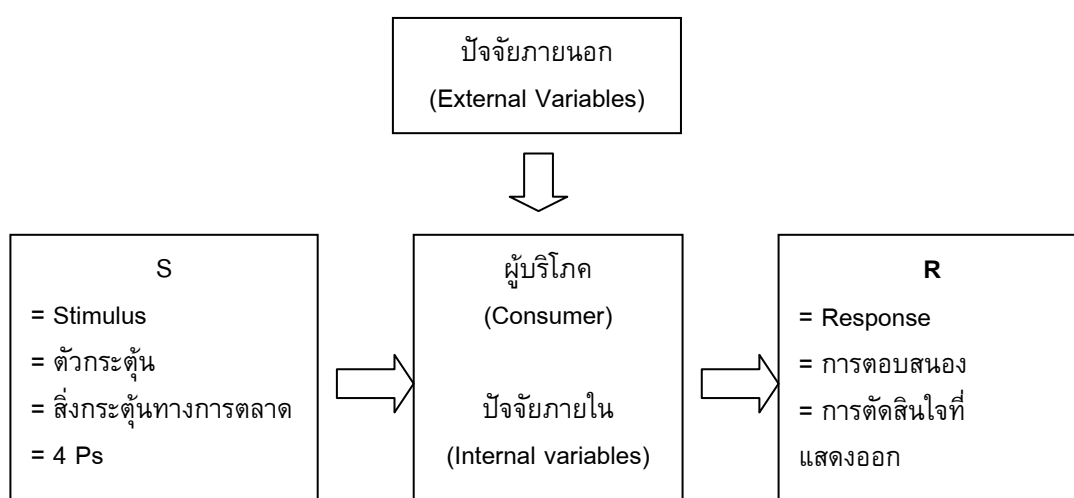 ปัจจัยภายนอก
(External Variables)
S
= Stimulus
= ตัวกระตุ้น
= สิ่งกระตุ้นทางการตลาด
= 4 Ps
ผู้บริโภค
(Consumer)
ปัจจัยภายใน
(Internal variables)
R
= Response
= การตอบสนอง
= การตัดสินใจที่
แสดงออก